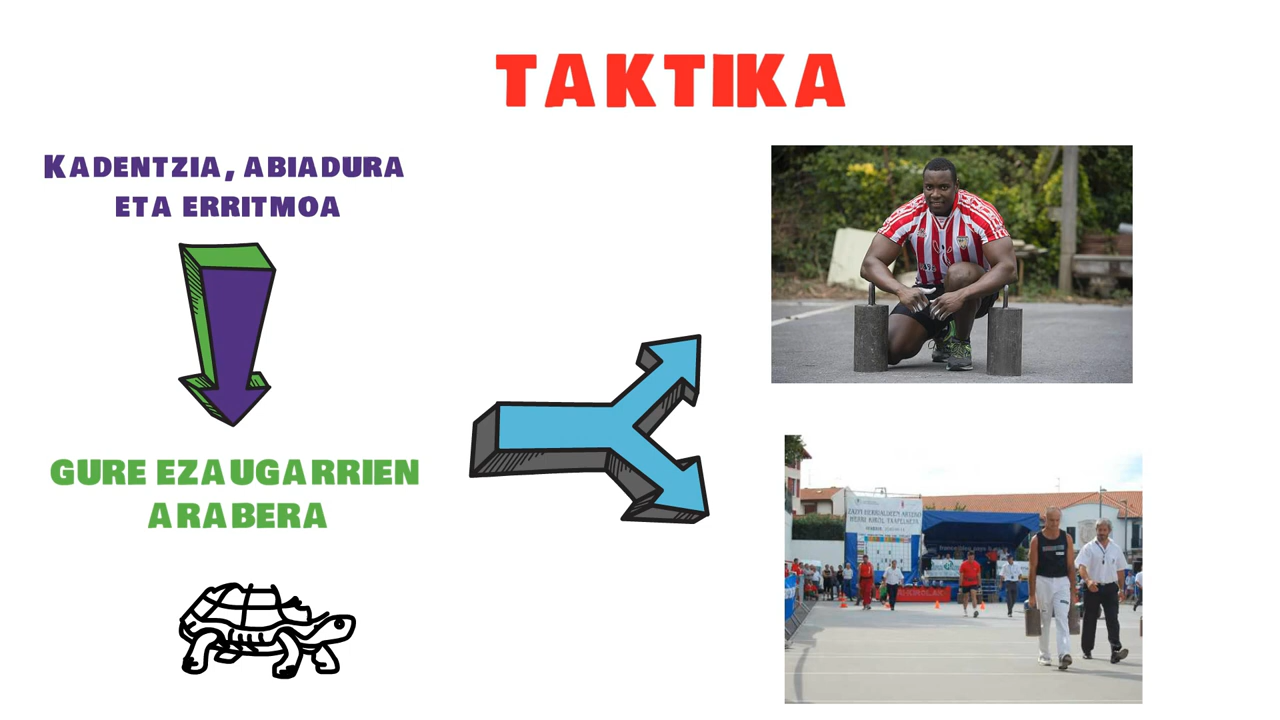 TAKTIKA
KADENTZIA, ABIADURA
ETA ERRITMOA
GURE EZAUGARRIEN
ARABERA